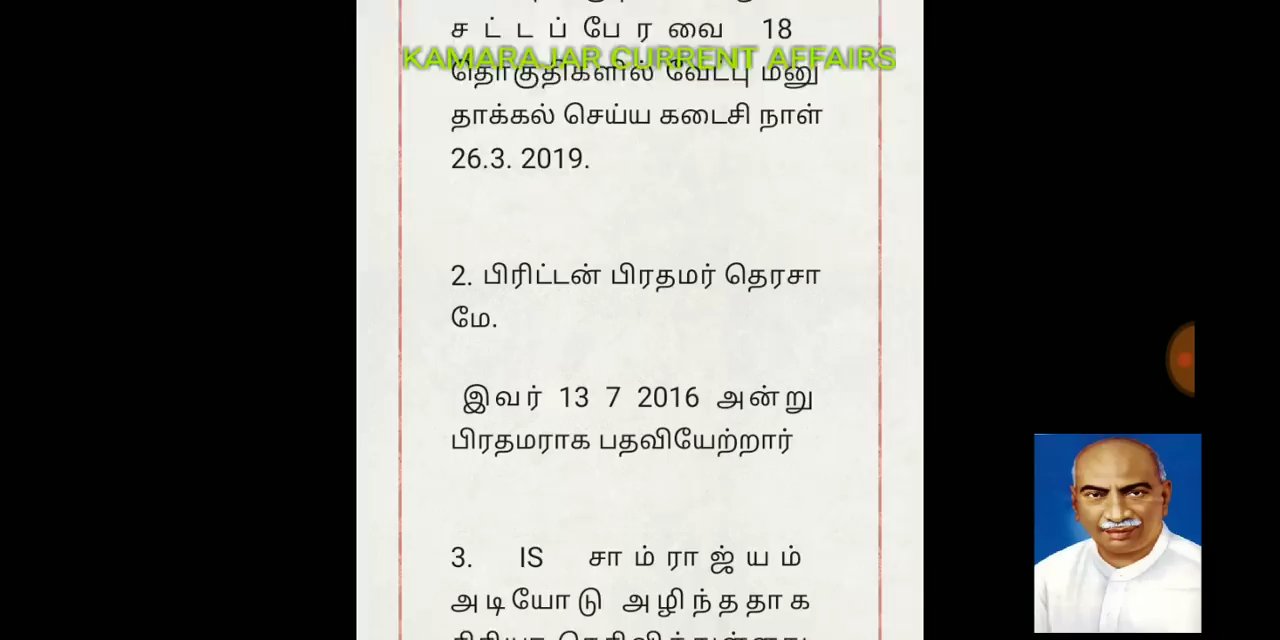 சட்டப்பேரவை 18
KAMARAJAR CURRENT AFFAIRS
தொகுதிகளில் வேட்பு மனு
தாக்கல் செய்ய கடைசி நாள்
26.3. 2019.
2. பிரிட்டன் பிரதமர் தெரசா
மே.
இவர் 13 7 2016 அன்று
பிரதமராக பதவியேற்றார்
3. IS சாம்ராஜ்யம்
அடியோடு அழிந்ததாக